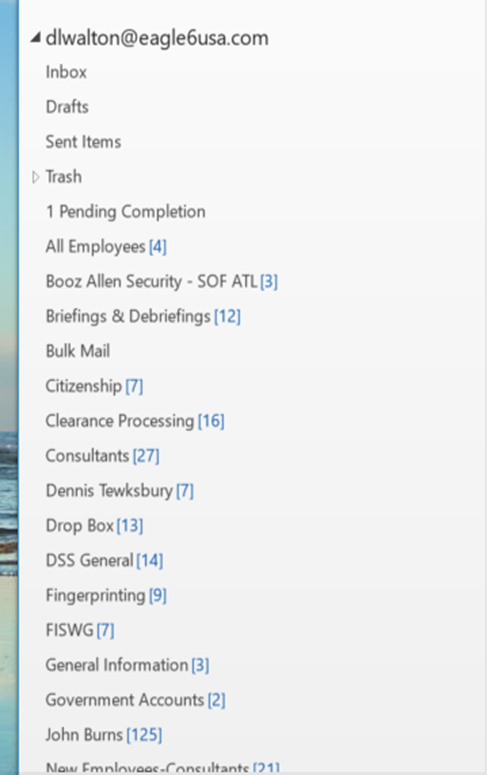 dlwalton@eagle6usa.com
Inbox
Drafts
Sent Items
Trash
1 Pending Completion
All Employees [4]
Booz Allen Security - SOF ATL [3]
Briefings & Debriefings [12]
Bulk Mail
Citizenship [7]
Clearance Processing [16]
Consultants [27]
Dennis Tewksbury [7]
Drop Box [13]
DSS General [14]
Fingerprinting [9]
FISWG [7]
General Information [3]
Government Accounts [2]
John Burns [125]
New Employees-Consultants [21]